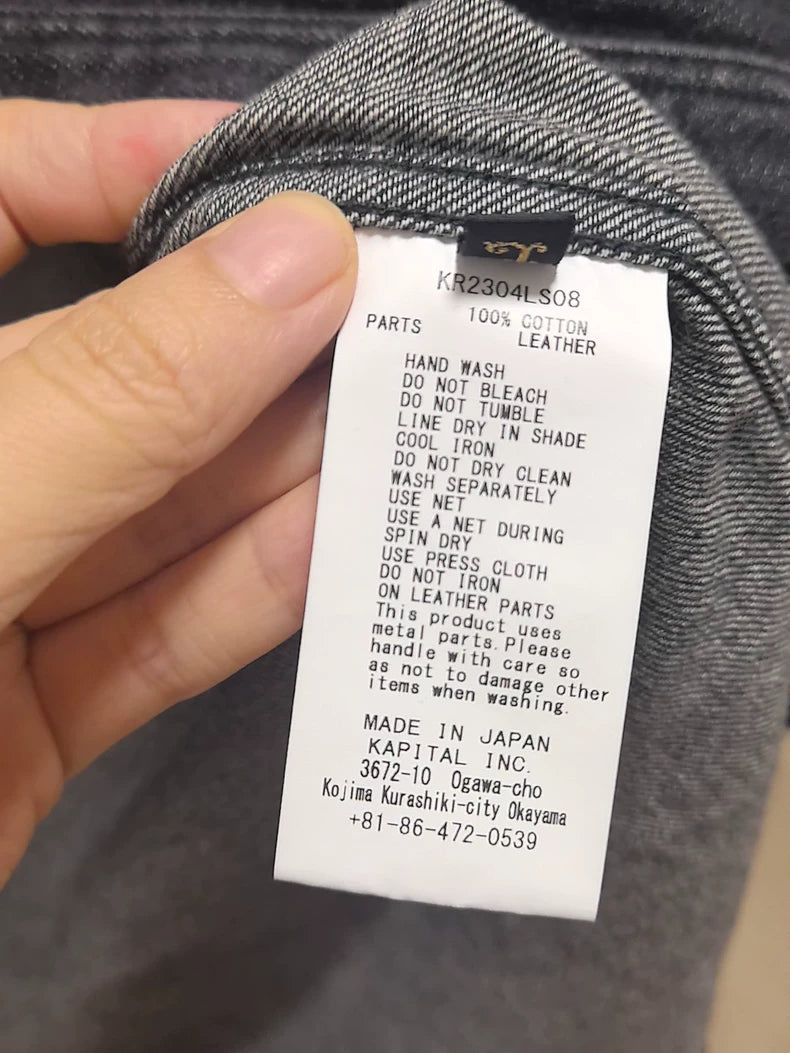 KR2304LS08
100% COTTON
PARTS LEATHER
HAND WASH
DO NOT BLEACH
DO NOT TUMBLE
LINE DRY IN SHADE
COOL IRON
DO NOT DRY CLEAN
WASH SEPARATELY
USE NET
USE A NET DURING
SPIN DRY
USE PRESS CLOTH
DO NOT IRON
ON LEATHER PARTS
This product uses
metal parts.Please
handle with care so
as not to damage other
items when washing.
MADE IN JAPAN
KAPITAL INC.
3672-10 Ogawa-cho
Kojima Kurashiki-city Okayama
+81-86-472-0539